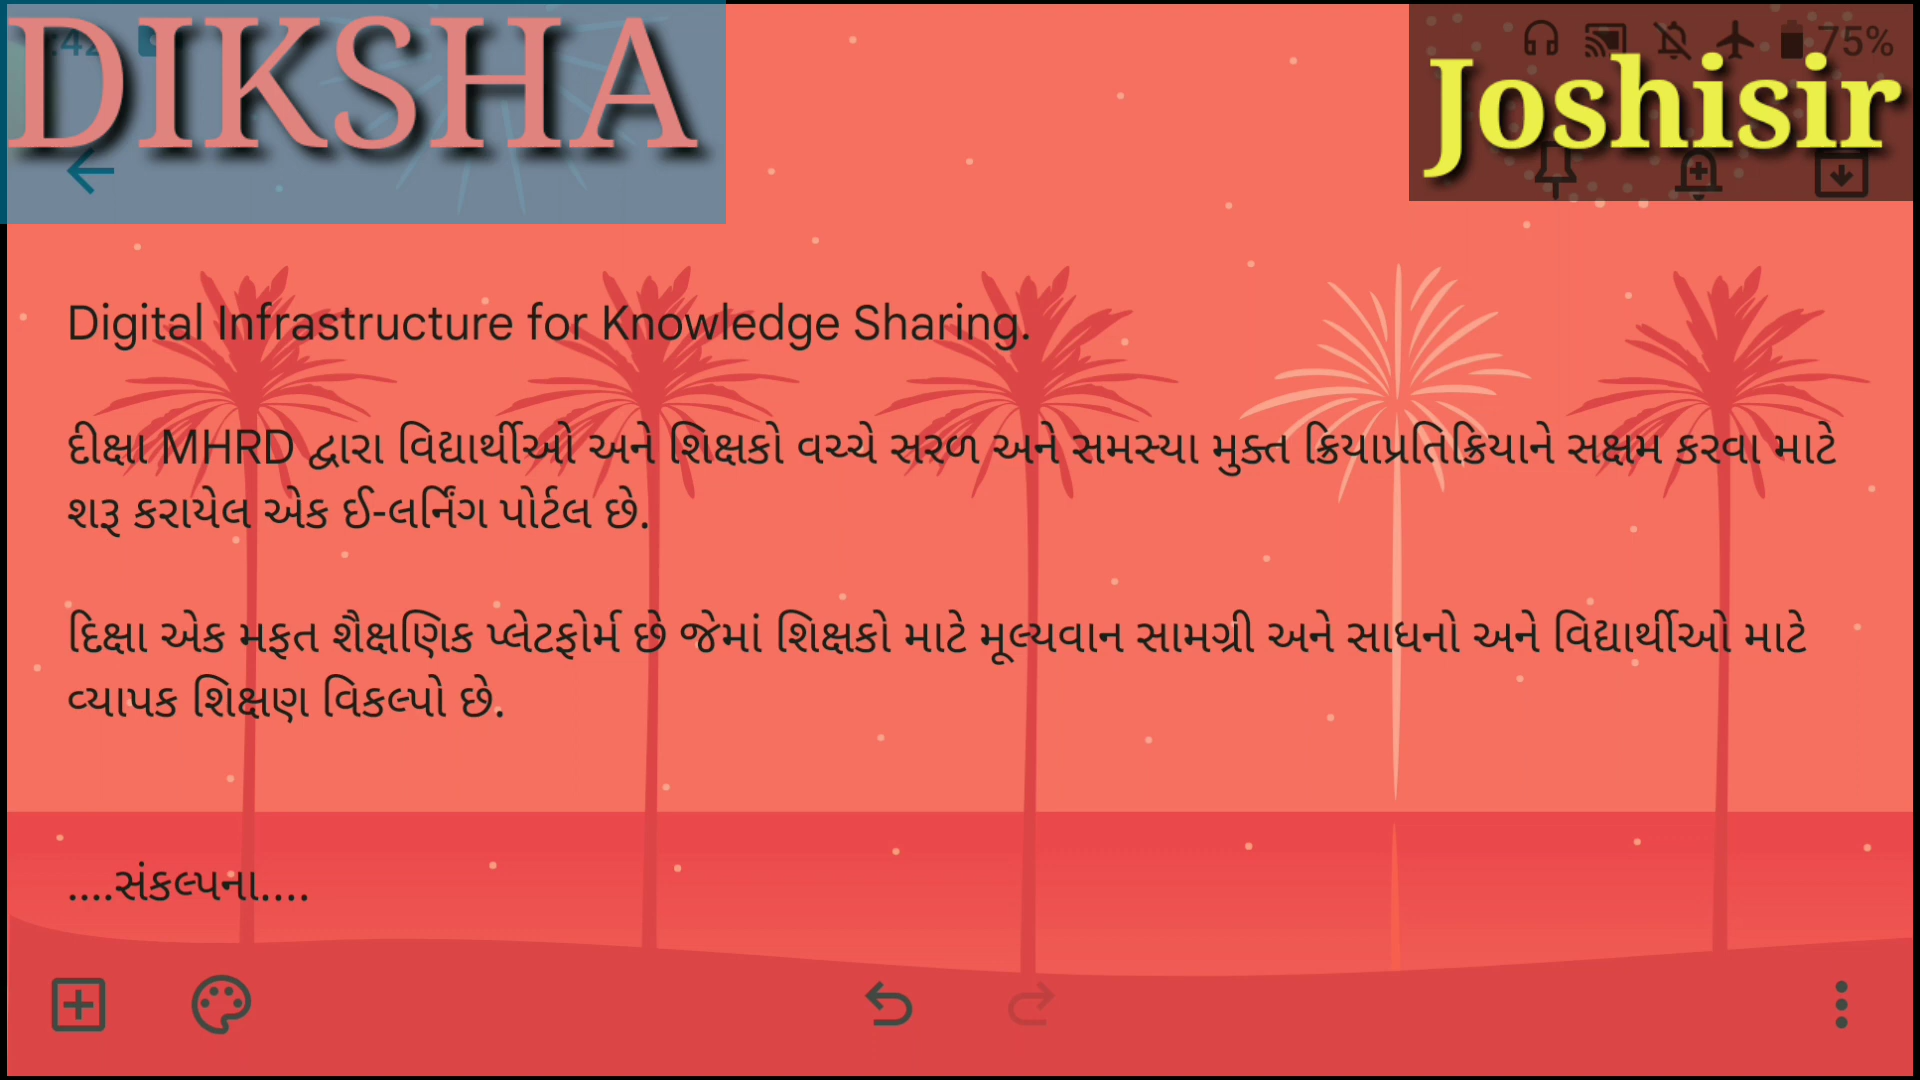 DIKSHA
Joshisir
75%
Digital Infrastructure for Knowledge Sharing.
દીક્ષા MHRD દ્વારા વિદ્યાર્થીઓ અને શિક્ષકો વચ્ચે સરળ અને સમસ્યા મુક્ત ક્રિયાપ્રતિક્રિયાને સક્ષમ કરવા માટે
શરૂ કરાયેલ એક ઈ-લર્નિંગ પોર્ટલ છે.
દિક્ષા એક મફત શૈક્ષણિક પ્લેટફોર્મ છે જેમાં શિક્ષકો માટે મૂલ્યવાન સામગ્રી અને સાધનો અને વિદ્યાર્થીઓ માટે
વ્યાપક શિક્ષણ વિકલ્પો છે.
....સંકલ્પના....